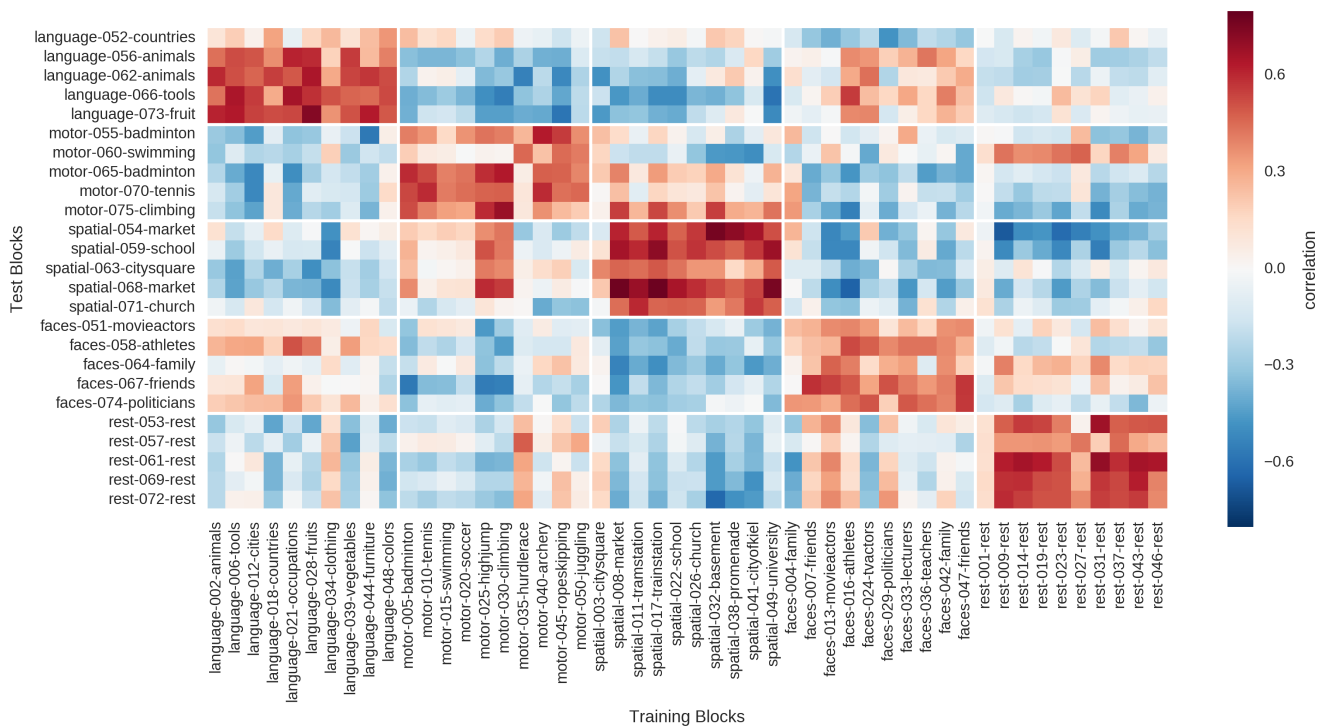 language-052-countries
language-056-animals
language-062-animals
language-066-tools
language-073-fruit
motor-055-badminton
motor-060-swimming
motor-065-badminton
motor-070-tennis
motor-075-climbing
spatial-054-market
spatial-059-school
spatial-063-citysquare
spatial-068-market
spatial-071-church
faces-051-movieactors
faces-058-athletes
faces-064-family
faces-067-friends
faces-074-politicians
rest-053-rest
rest-057-rest
rest-061-rest
rest-069-rest
rest-072-rest
Test Blocks
language-002-animals
language-006-tools
language-012-cities
language-018-countries
language-021-occupations
language-028-fruits
language-034-clothing
language-039-vegetables
language-044-furniture
language-048-colors
motor-005-badminton
motor-010-tennis
motor-015-swimming
motor-020-soccer
motor-025-highjump
motor-030-climbing
motor-035-hurdlerace
motor-040-archery
motor-045-ropeskipping
motor-050-juggling
spatial-003-citysquare
spatial-008-market
spatial-011-tramstation
spatial-017-trainstation
spatial-022-school
spatial-026-church
spatial-032-basement
spatial-038-promenade
spatial-041-cityofkiel
spatial-049-university
faces-004-family
faces-007-friends
faces-013-movieactors
faces-016-athletes
faces-024-tvactors
faces-029-politicians
faces-033-lecturers
faces-036-teachers
faces-042-family
faces-047-friends
rest-001-rest
rest-009-rest
rest-014-rest
rest-019-rest
rest-023-rest
rest-027-rest
rest-031-rest
rest-037-rest
rest-043-rest
rest-046-rest
Training Blocks
0.6
0.3
0.0
−0.3
−0.6
correlation